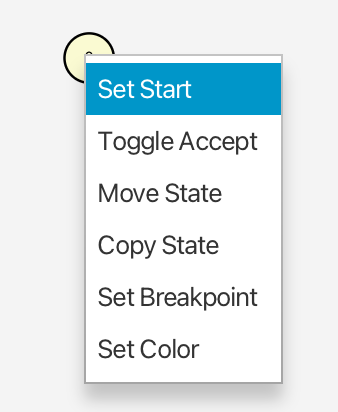 Set Start
Toggle Accept
Move State
Copy State
Set Breakpoint
Set Color